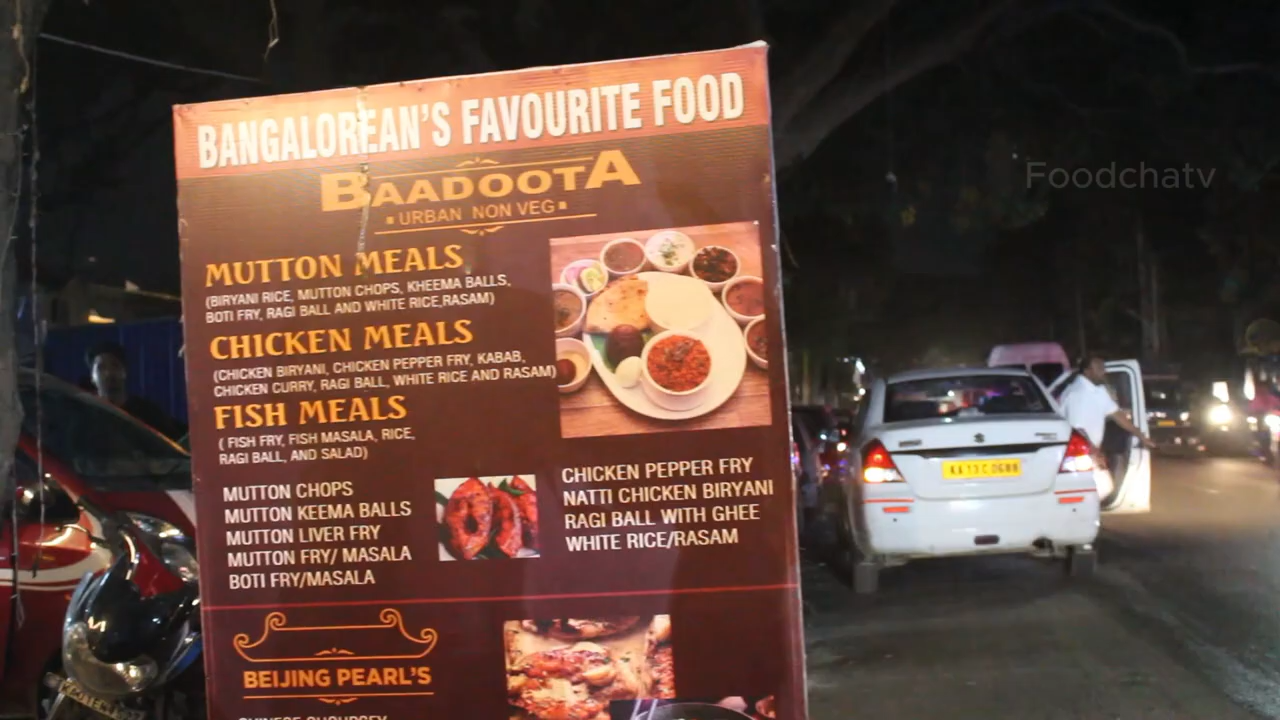 BANGALOREAN'S FAVOURITE FOOD
BAADOOTA
URBAN NON VEG
MUTTON MEALS
(BIRYANI RICE, MUTTON CHOPS, KHEEMA BALLS,
BOTI FRY, RAGI BALL AND WHITE RICE,RASAM)
CHICKEN MEALS
(CHICKEN BIRYANI, CHICKEN PEPPER FRY, KABAB,
CHICKEN CURRY, RAGI BALL, WHITE RICE AND RASAM)
FISH MEALS
( FISH FRY, FISH MASALA, RICE,
RAGI BALL, AND SALAD)
MUTTON CHOPS
MUTTON KEEMA BALLS
MUTTON LIVER FRY
MUTTON FRY/ MASALA
BOTI FRY/MASALA
CHICKEN PEPPER FRY
NATTI CHICKEN BIRYANI
RAGI BALL WITH GHEE
WHITE RICE/RASAM
BEIJING PEARL'S
Foodchatv